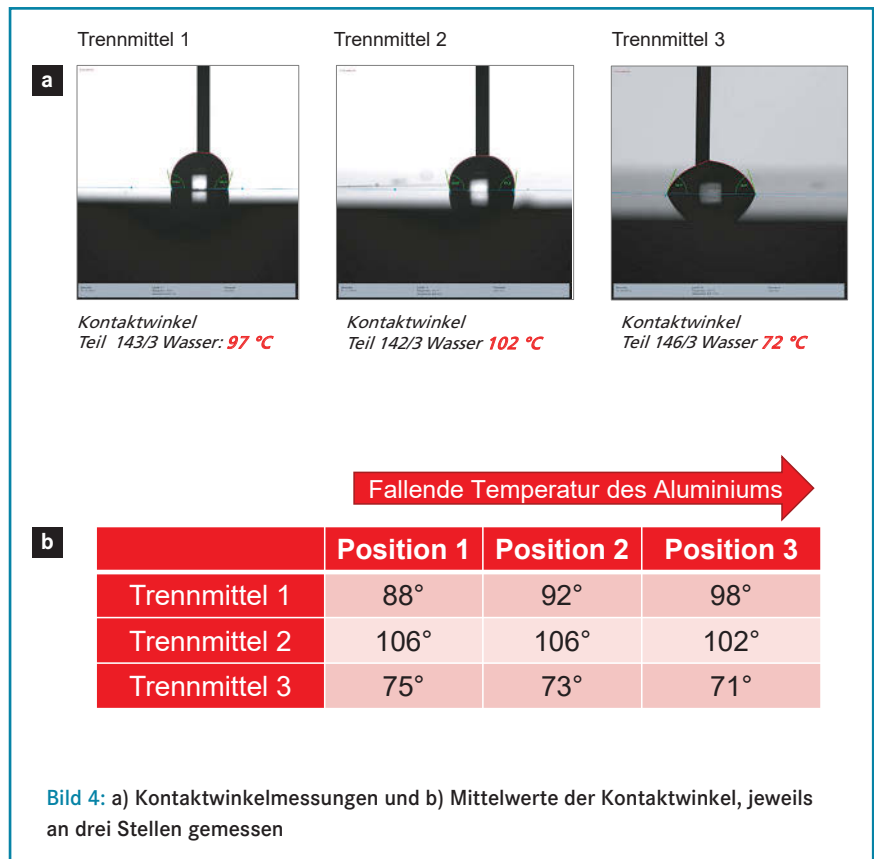 Trennmittel 1
Trennmittel 2
Trennmittel 3
a
Kontaktwinkel
Teil 143/3 Wasser: 97 °C
Kontaktwinkel
Teil 142/3 Wasser 102 °C
Kontaktwinkel
Teil 146/3 Wasser 72 °C
Fallende Temperatur des Aluminiums
b
Position 1 Position 2 Position 3
Trennmittel 1 88° 92° 98°
Trennmittel 2 106° 106° 102°
Trennmittel 3 75° 73° 71°
Bild 4: a) Kontaktwinkelmessungen und b) Mittelwerte der Kontaktwinkel, jeweils
an drei Stellen gemessen